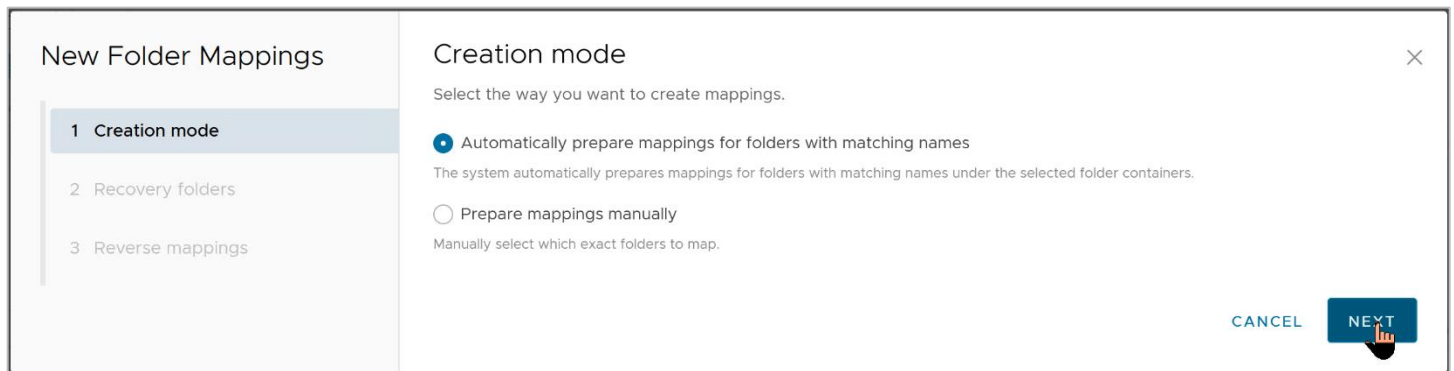 New Folder Mappings
1 Creation mode
2 Recovery folders
3 Reverse mappings
Creation mode
Select the way you want to create mappings.
Automatically prepare mappings for folders with matching names
The system automatically prepares mappings for folders with matching names under the selected folder containers.
Prepare mappings manually
Manually select which exact folders to map.
CANCEL NEXT